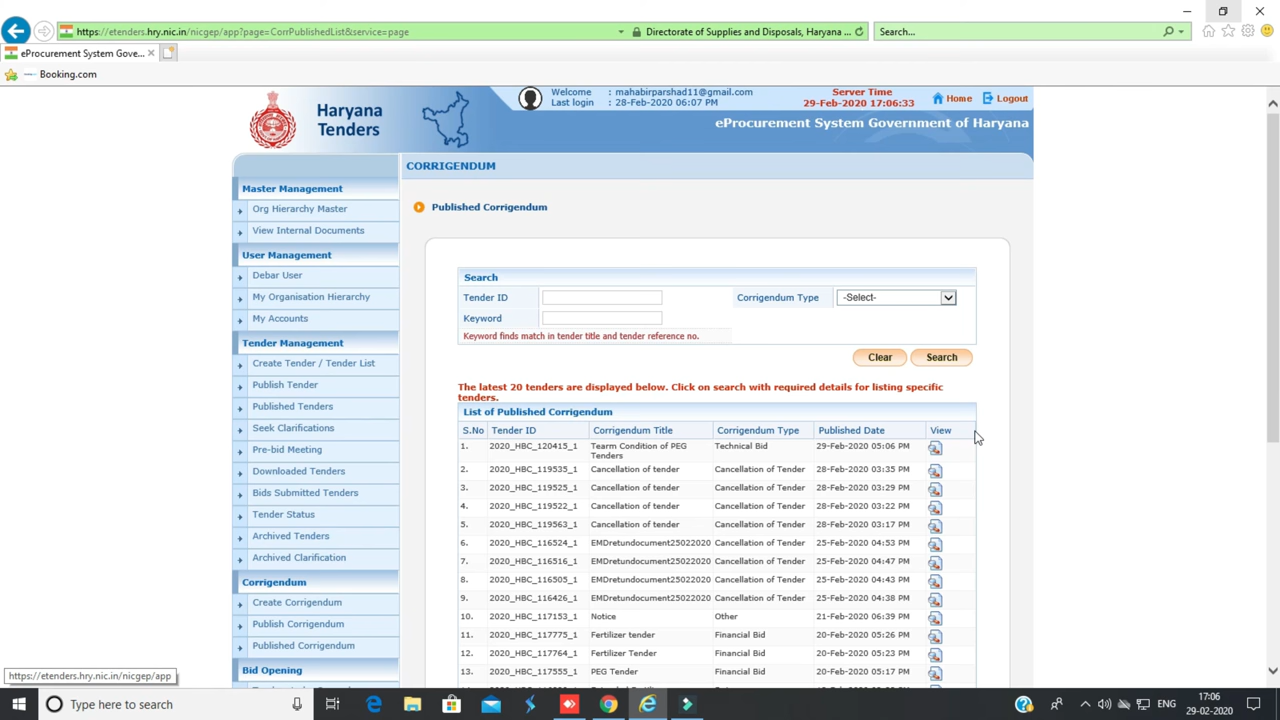 https://etenders.hry.nic.in/nicgep/app?page=CorrPublishedList&service=page
Directorate of Supplies and Disposals, Haryana ...
Search...
eProcurement System Gove...
Booking.com
Haryana
Tenders
Welcome : mahabirparshad11@gmail.com
Last login : 28-Feb-2020 06:07 PM
Server Time
29-Feb-2020 17:06:33
Home
Logout
eProcurement System Government of Haryana
CORRIGENDUM
Master Management
Org Hierarchy Master
View Internal Documents
User Management
Debar User
My Organisation Hierarchy
My Accounts
Tender Management
Create Tender / Tender List
Publish Tender
Published Tenders
Seek Clarifications
Pre-bid Meeting
Downloaded Tenders
Bids Submitted Tenders
Tender Status
Archived Tenders
Archived Clarification
Corrigendum
Create Corrigendum
Publish Corrigendum
Published Corrigendum
Bid Opening
Published Corrigendum
Search
Tender ID
Corrigendum Type
-Select-
Keyword
Keyword finds match in tender title and tender reference no.
Clear
Search
The latest 20 tenders are displayed below. Click on search with required details for listing specific
tenders.
List of Published Corrigendum
S.No Tender ID Corrigendum Title Corrigendum Type Published Date View
1. 2020_HBC_120415_1 Tearm Condition of PEG Technical Bid 29-Feb-2020 05:06 PM
Tenders
2. 2020_HBC_119535_1 Cancellation of tender Cancellation of Tender 28-Feb-2020 03:35 PM
3. 2020_HBC_119525_1 Cancellation of tender Cancellation of Tender 28-Feb-2020 03:29 PM
4. 2020_HBC_119522_1 Cancellation of tender Cancellation of Tender 28-Feb-2020 03:22 PM
5. 2020_HBC_119563_1 Cancellation of tender Cancellation of Tender 28-Feb-2020 03:17 PM
6. 2020_HBC_116524_1 EMDretundocument25022020 Cancellation of Tender 25-Feb-2020 04:53 PM
7. 2020_HBC_116516_1 EMDretundocument25022020 Cancellation of Tender 25-Feb-2020 04:47 PM
8. 2020_HBC_116505_1 EMDretundocument25022020 Cancellation of Tender 25-Feb-2020 04:43 PM
9. 2020_HBC_116426_1 EMDretundocument25022020 Cancellation of Tender 25-Feb-2020 04:38 PM
10. 2020_HBC_117153_1 Notice Other 21-Feb-2020 06:39 PM
11. 2020_HBC_117775_1 Fertilizer tender Financial Bid 20-Feb-2020 05:26 PM
12. 2020_HBC_117764_1 Fertilizer Tender Financial Bid 20-Feb-2020 05:23 PM
13. 2020_HBC_117555_1 PEG Tender Financial Bid 20-Feb-2020 05:17 PM
https://etenders.hry.nic.in/nicgep/app
Type here to search
ENG
17:06
29-02-2020